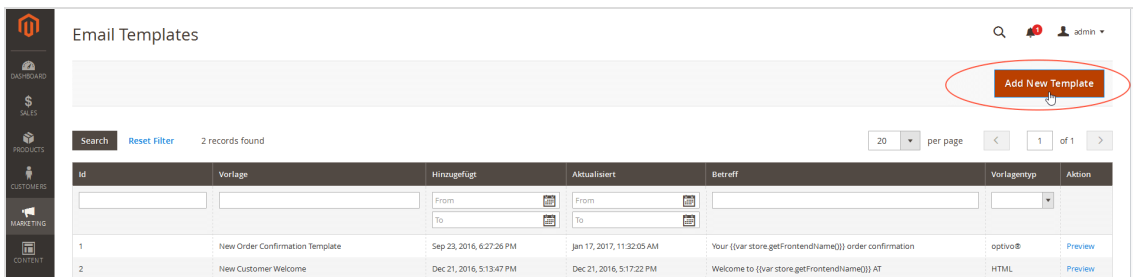 Email Templates
1
admin
DASHBOARD
Add New Template
SALES
Search Reset Filter 2 records found 20 per page 1 of 1
PRODUCTS
Id Vorlage Hinzugefügt Aktualisiert Betreff Vorlagentyp Aktion
CUSTOMERS
From From
To To
MARKETING
1 New Order Confirmation Template Sep 23, 2016, 6:27:26 PM Jan 17, 2017, 11:32:05 AM Your {{var store.getFrontendName()}} order confirmation optivo® Preview
CONTENT
2 New Customer Welcome Dec 21, 2016, 5:13:47 PM Dec 21, 2016, 5:17:22 PM Welcome to {{var store.getFrontendName()}} AT HTML Preview